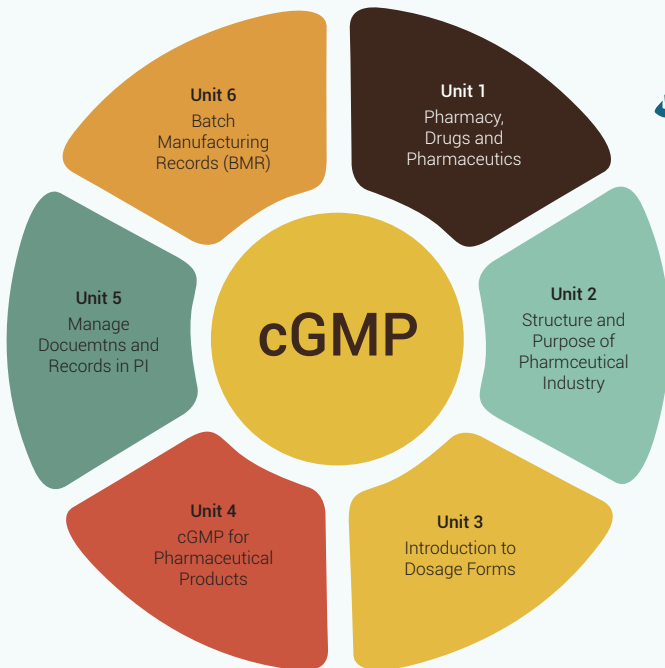 Unit 1
Pharmacy,
Drugs and
Pharmaceutics
Unit 2
Structure and
Purpose of
Pharmceutical
Industry
Unit 3
Introduction to
Dosage Forms
Unit 4
cGMP for
Pharmaceutical
Products
Unit 5
Manage
Docuemtns and
Records in PI
Unit 6
Batch
Manufacturing
Records (BMR)
cGMP